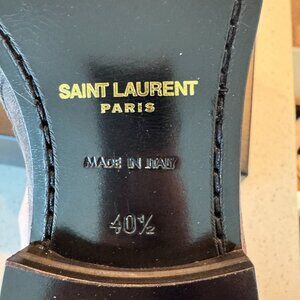 SAINT LAURENT
PARIS
MADE IN ITALY
40½